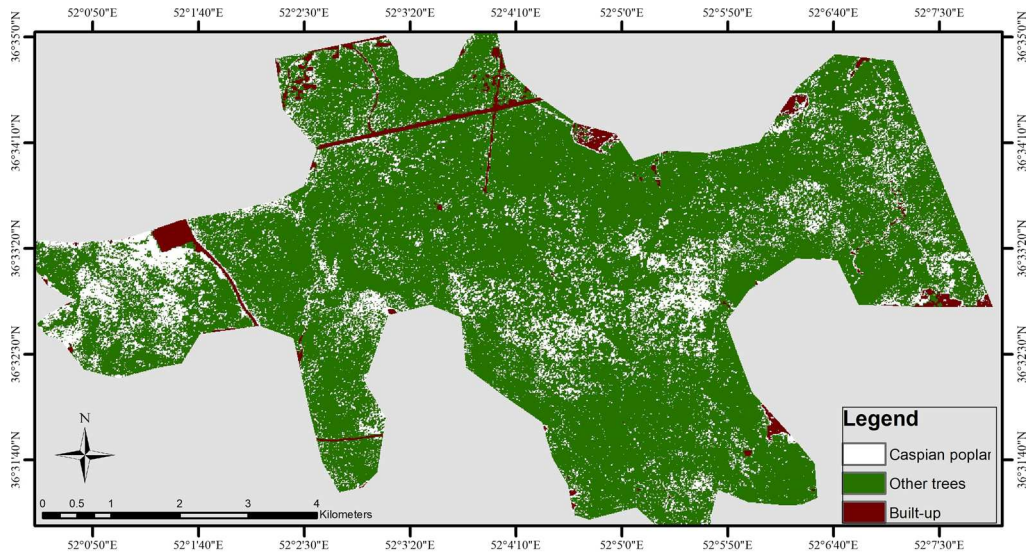 52°0'50"E 52°1'40"E 52°2'30"E 52°3'20"E 52°4'10"E 52°5'0"E 52°5'50"E 52°6'40"E 52°7'30"E
36°35'0"N 36°35'0"N
36°34'10"N 36°34'10"N
36°33'20"N 36°33'20"N
36°32'30"N 36°32'30"N
36°31'40"N 36°31'40"N
N
Legend
Caspian poplar
Other trees
Built-up
0 0.5 1 2 3 4
Kilometers
52°0'50"E 52°1'40"E 52°2'30"E 52°3'20"E 52°4'10"E 52°5'0"E 52°5'50"E 52°6'40"E 52°7'30"E